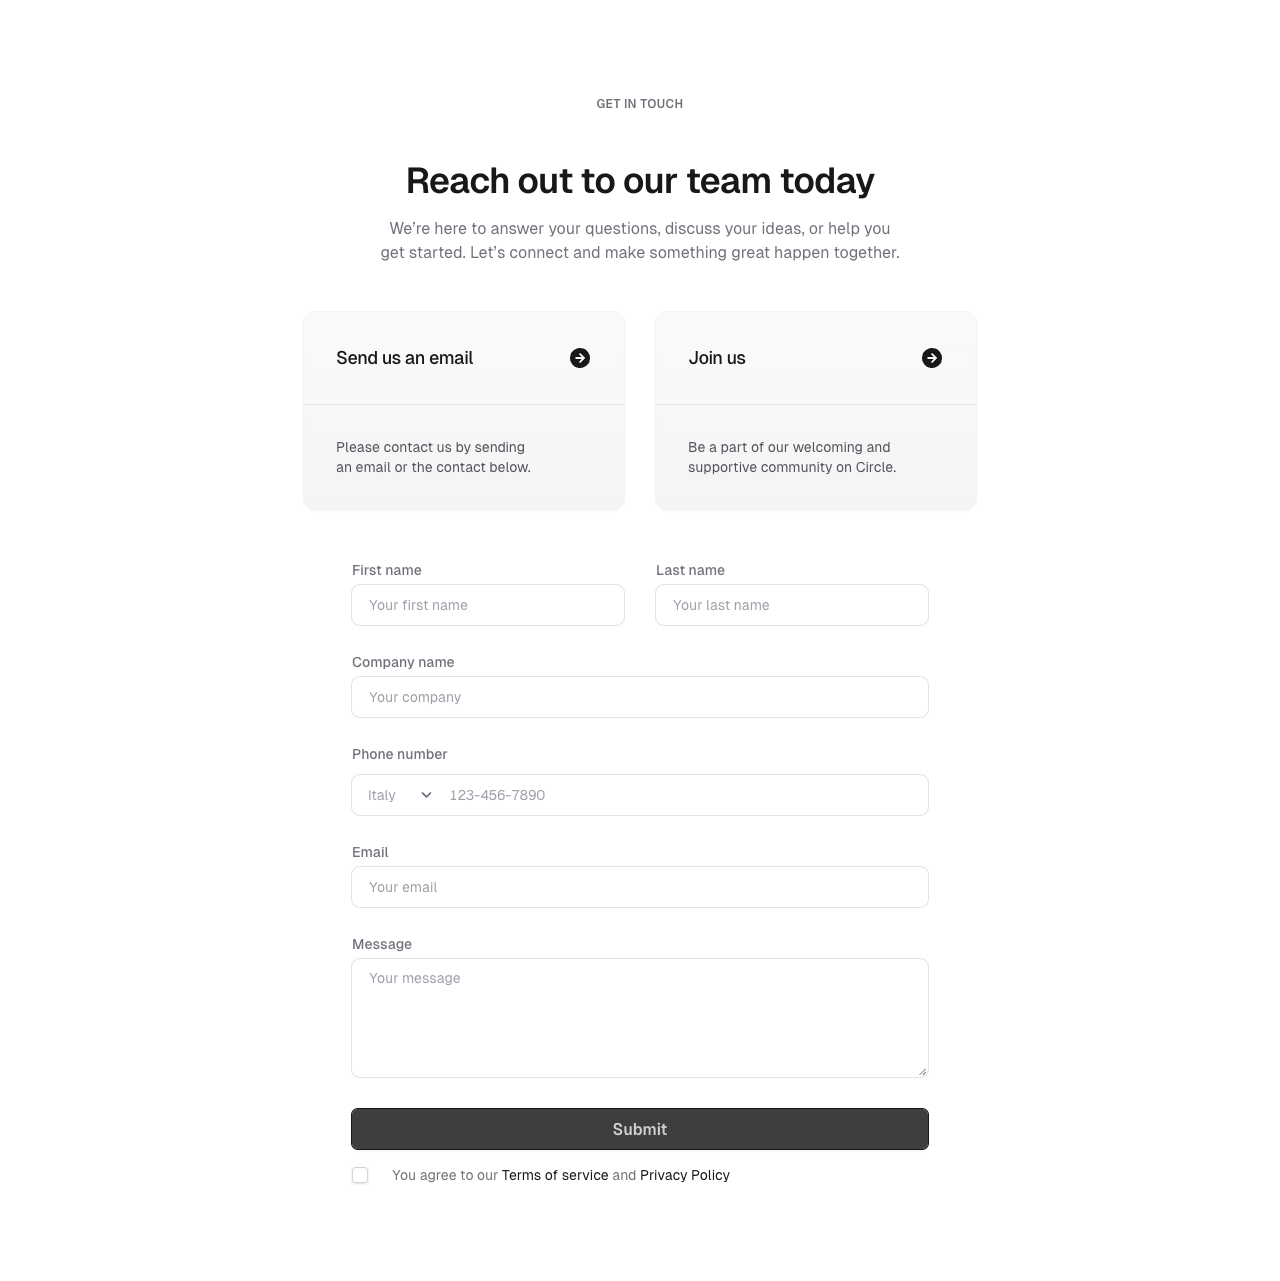 GET IN TOUCH
Reach out to our team today
We’re here to answer your questions, discuss your ideas, or help you
get started. Let’s connect and make something great happen together.
Send us an email
Please contact us by sending
an email or the contact below.
Join us
Be a part of our welcoming and
supportive community on Circle.
First name
Your first name
Last name
Your last name
Company name
Your company
Phone number
Italy
123-456-7890
Email
Your email
Message
Your message
Submit
You agree to our Terms of service and Privacy Policy